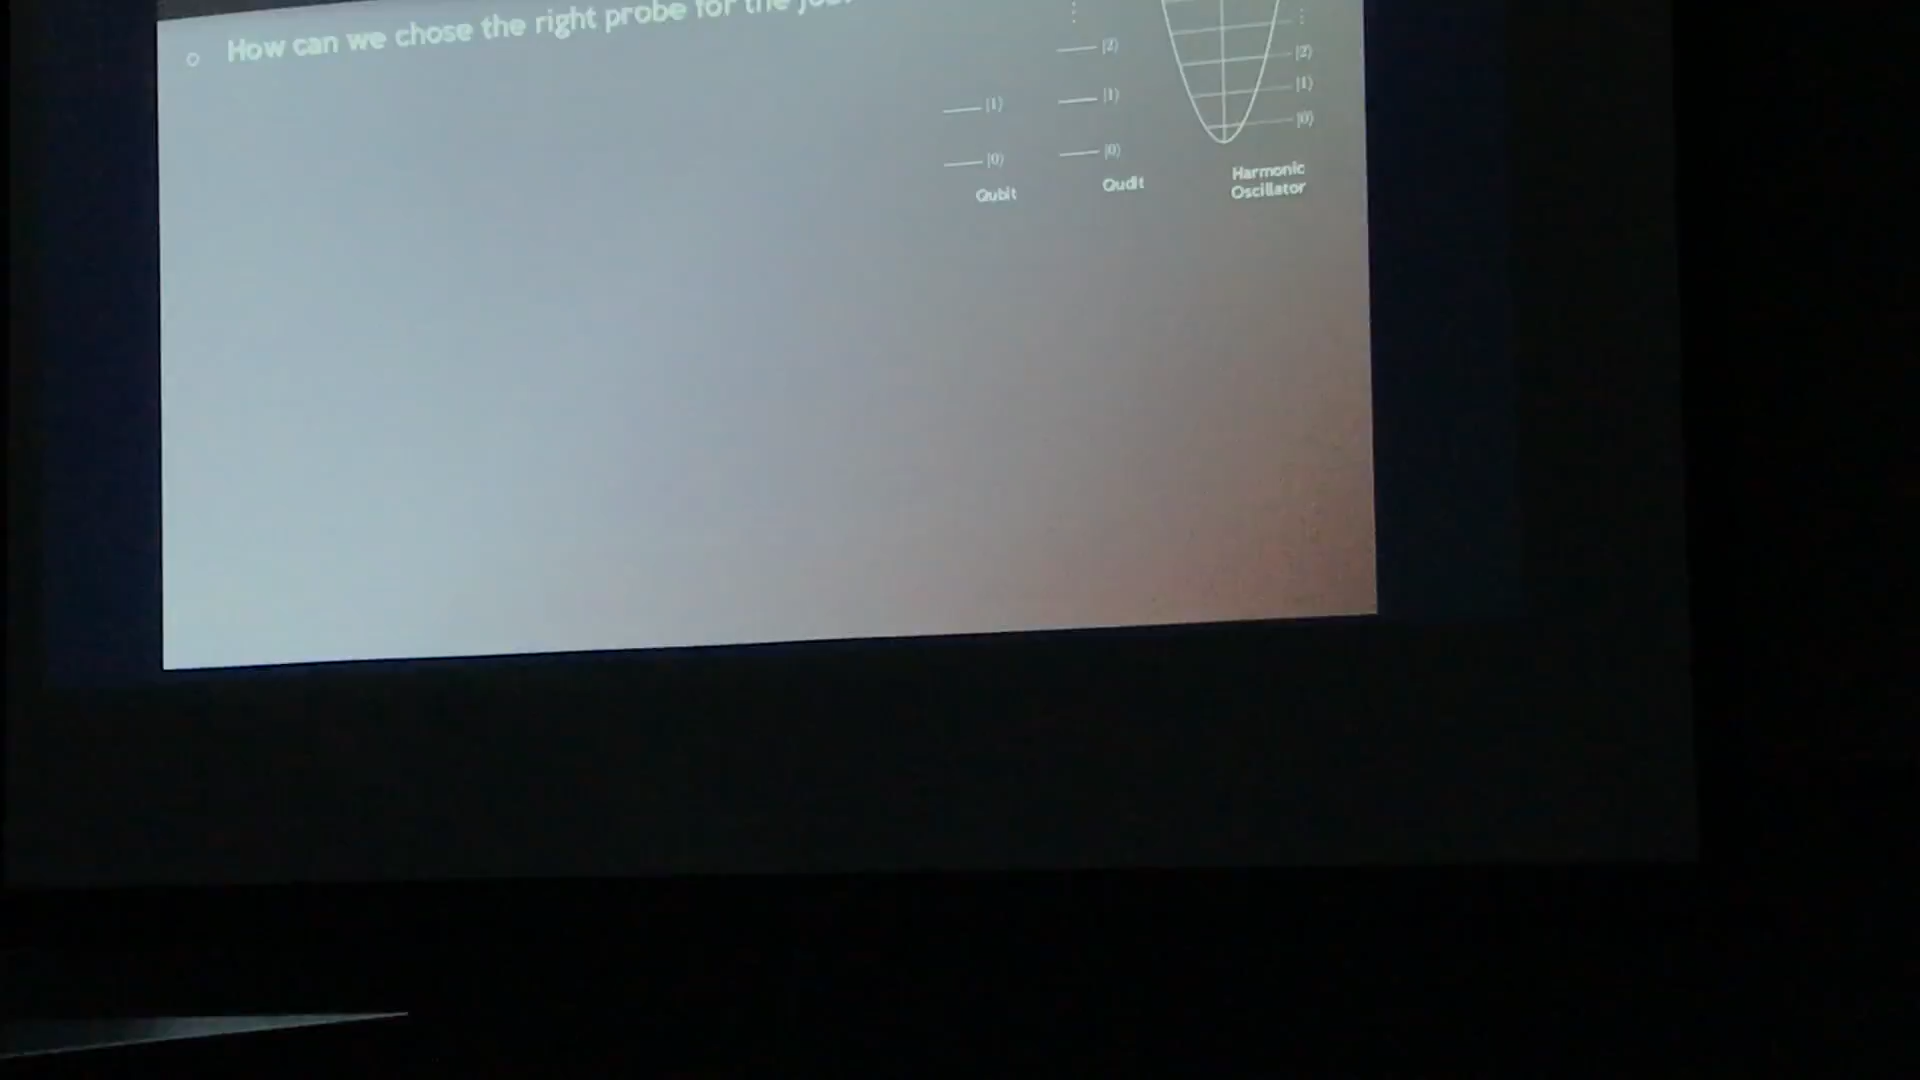 How can we chose the right probe for the
|2⟩
|1⟩
|0⟩
Qubit
|1⟩
|0⟩
Qudit
|2⟩
|1⟩
|0⟩
Harmonic
Oscillator